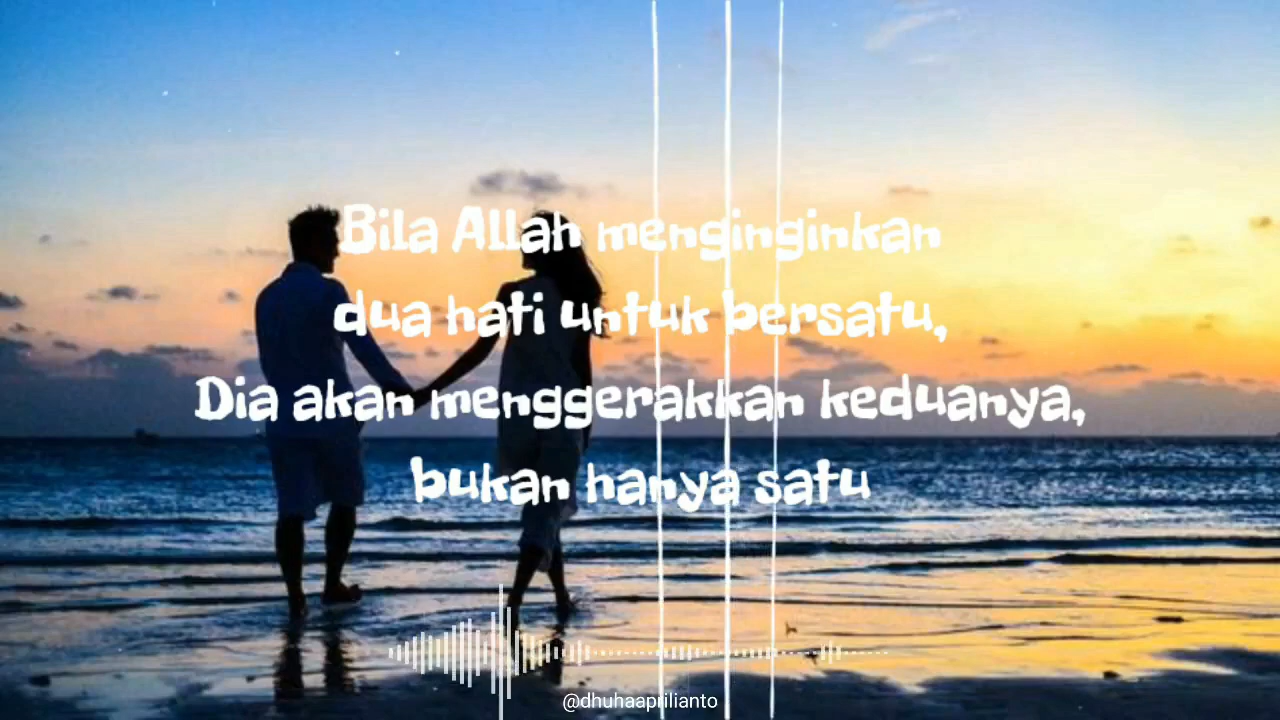 Bila Allah menginginkan
dua hati untuk bersatu,
Dia akan menggerakkan keduanya,
bukan hanya satu
@dhuhaaprilianto